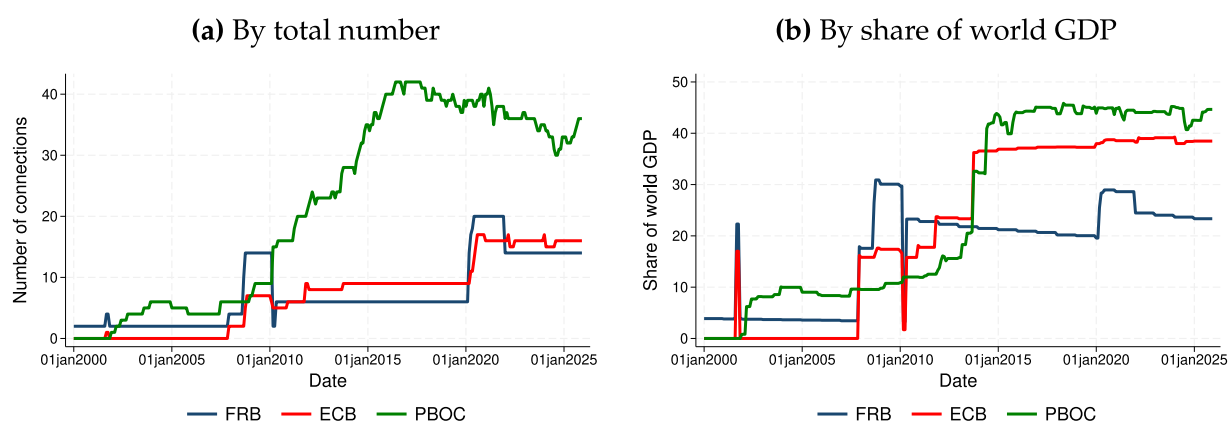 (a) By total number
Number of connections
40
30
20
10
0
01jan2000 01jan2005 01jan2010 01jan2015 01jan2020 01jan2025
Date
FRB ECB PBOC
(b) By share of world GDP
Share of world GDP
50
40
30
20
10
0
01jan2000 01jan2005 01jan2010 01jan2015 01jan2020 01jan2025
Date
FRB ECB PBOC